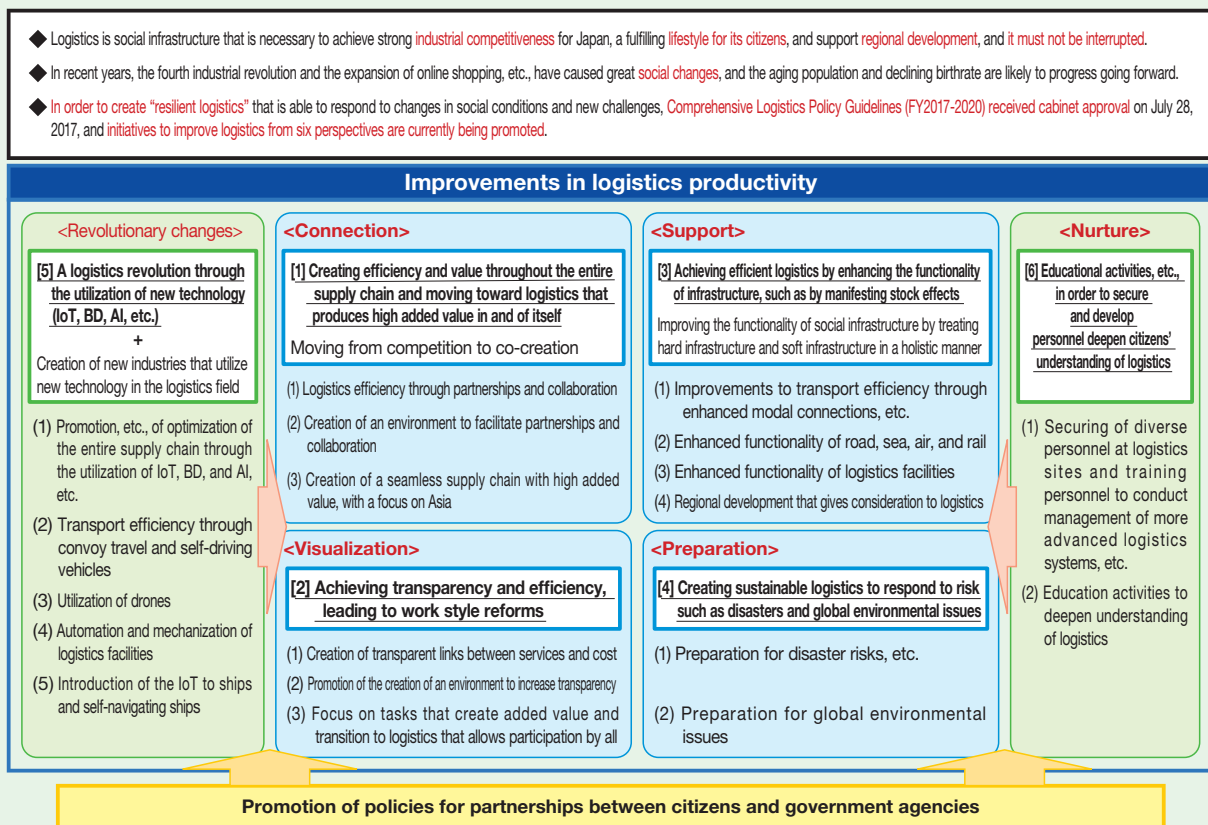 ◆ Logistics is social infrastructure that is necessary to achieve strong industrial competitiveness for Japan, a fulfilling lifestyle for its citizens, and support regional development, and it must not be interrupted.
◆ In recent years, the fourth industrial revolution and the expansion of online shopping, etc., have caused great social changes, and the aging population and declining birthrate are likely to progress going forward.
◆ In order to create “resilient logistics” that is able to respond to changes in social conditions and new challenges, Comprehensive Logistics Policy Guidelines (FY2017-2020) received cabinet approval on July 28,
2017, and initiatives to improve logistics from six perspectives are currently being promoted.
Improvements in logistics productivity
<Revolutionary changes>
[5] A logistics revolution through
the utilization of new technology
(IoT, BD, AI, etc.)
+
Creation of new industries that utilize
new technology in the logistics field
(1) Promotion, etc., of optimization of
the entire supply chain through
the utilization of IoT, BD, and AI,
etc.
(2) Transport efficiency through
convoy travel and self-driving
vehicles
(3) Utilization of drones
(4) Automation and mechanization of
logistics facilities
(5) Introduction of the IoT to ships
and self-navigating ships
<Connection>
[1] Creating efficiency and value throughout the entire
supply chain and moving toward logistics that
produces high added value in and of itself
Moving from competition to co-creation
(1) Logistics efficiency through partnerships and collaboration
(2) Creation of an environment to facilitate partnerships and
collaboration
(3) Creation of a seamless supply chain with high added
value, with a focus on Asia
<Visualization>
[2] Achieving transparency and efficiency,
leading to work style reforms
(1) Creation of transparent links between services and cost
(2) Promotion of the creation of an environment to increase transparency
(3) Focus on tasks that create added value and
transition to logistics that allows participation by all
<Support>
[3] Achieving efficient logistics by enhancing the functionality
of infrastructure, such as by manifesting stock effects
Improving the functionality of social infrastructure by treating
hard infrastructure and soft infrastructure in a holistic manner
(1) Improvements to transport efficiency through
enhanced modal connections, etc.
(2) Enhanced functionality of road, sea, air, and rail
(3) Enhanced functionality of logistics facilities
(4) Regional development that gives consideration to logistics
<Preparation>
[4] Creating sustainable logistics to respond to risk
such as disasters and global environmental issues
(1) Preparation for disaster risks, etc.
(2) Preparation for global environmental
issues
<Nurture>
[6] Educational activities, etc.,
in order to secure
and develop
personnel deepen citizens’
understanding of logistics
(1) Securing of diverse
personnel at logistics
sites and training
personnel to conduct
management of more
advanced logistics
systems, etc.
(2) Education activities to
deepen understanding
of logistics
Promotion of policies for partnerships between citizens and government agencies